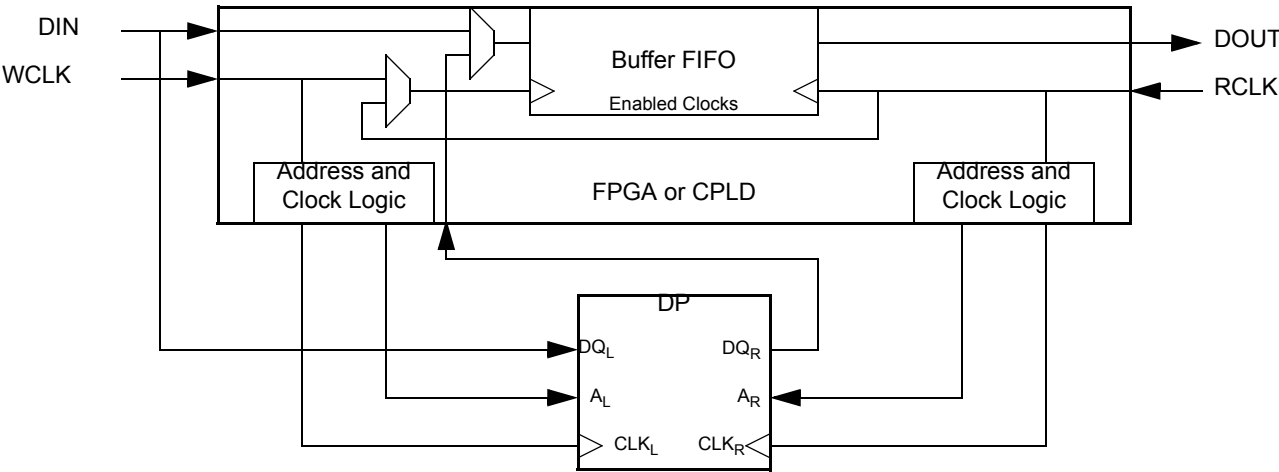 DIN
DOUT
WCLK
RCLK
Buffer FIFO
Enabled Clocks
Address and
Clock Logic
FPGA or CPLD
Address and
Clock Logic
DP
DQL
DQR
AL
AR
CLKL
CLKR